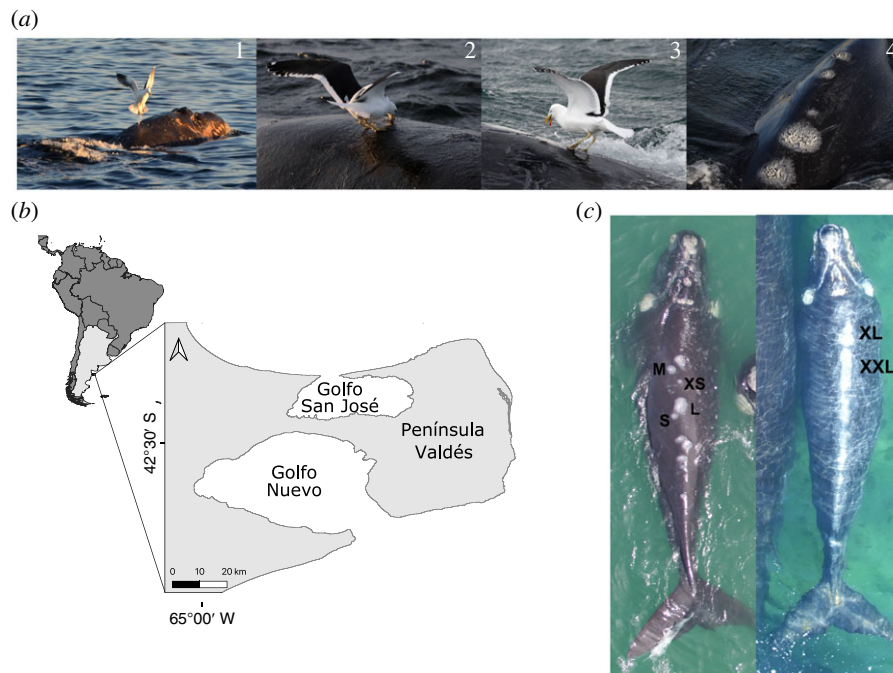 (a)
1
2
3
4
(b)
(c)
Golfo
San José
Península
Valdés
Golfo
Nuevo
42°30′ S
0 10 20 km
65°00′ W
M
XS
S
L
XL
XXL